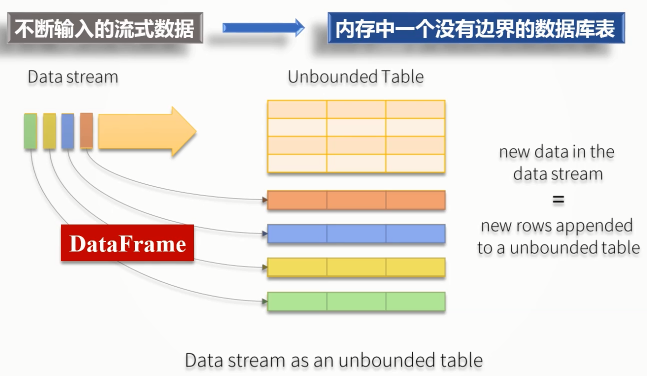 不断输入的流式数据
内存中一个没有边界的数据库表
Data stream
Unbounded Table
new data in the
data stream
=
new rows appended
to a unbounded table
DataFrame
Data stream as an unbounded table